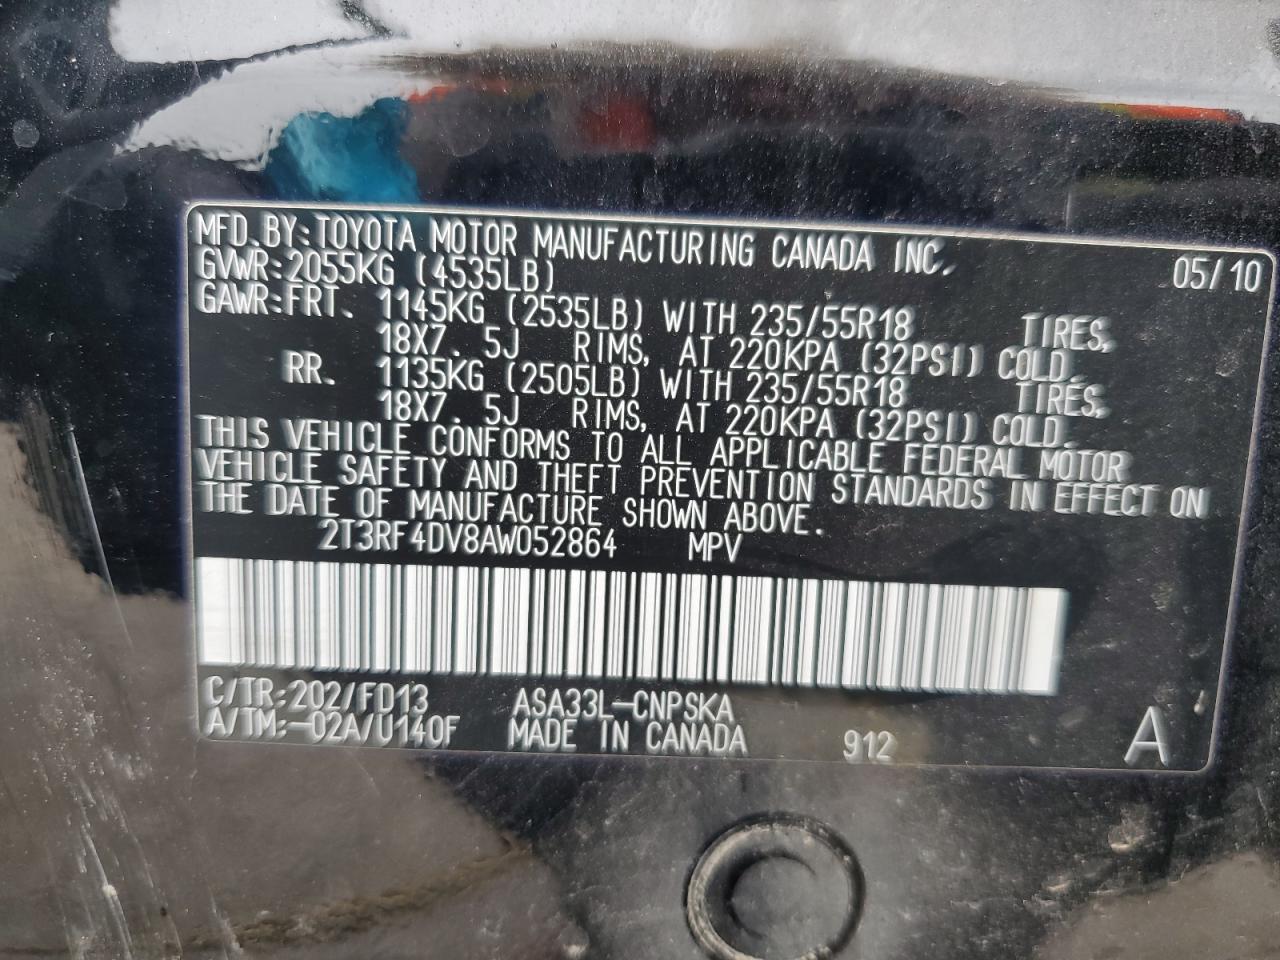 MFD.BY:TOYOTA MOTOR MANUFACTURING CANADA INC. 05/10
GVWR:2055KG (4535LB)
GAWR:FRT. 1145KG (2535LB) WITH 235/55R18 TIRES,
18X7.5J RIMS, AT 220KPA (32PSI) COLD.
RR. 1135KG (2505LB) WITH 235/55R18 TIRES,
18X7.5J RIMS, AT 220KPA (32PSI) COLD.
THIS VEHICLE CONFORMS TO ALL APPLICABLE FEDERAL MOTOR
VEHICLE SAFETY AND THEFT PREVENTION STANDARDS IN EFFECT ON
THE DATE OF MANUFACTURE SHOWN ABOVE.
2T3RF4DV8AW052864 MPV
C/TR:202/FD13 ASA33L-CNPSKA
A/TM:-02A/U140F MADE IN CANADA 912 A